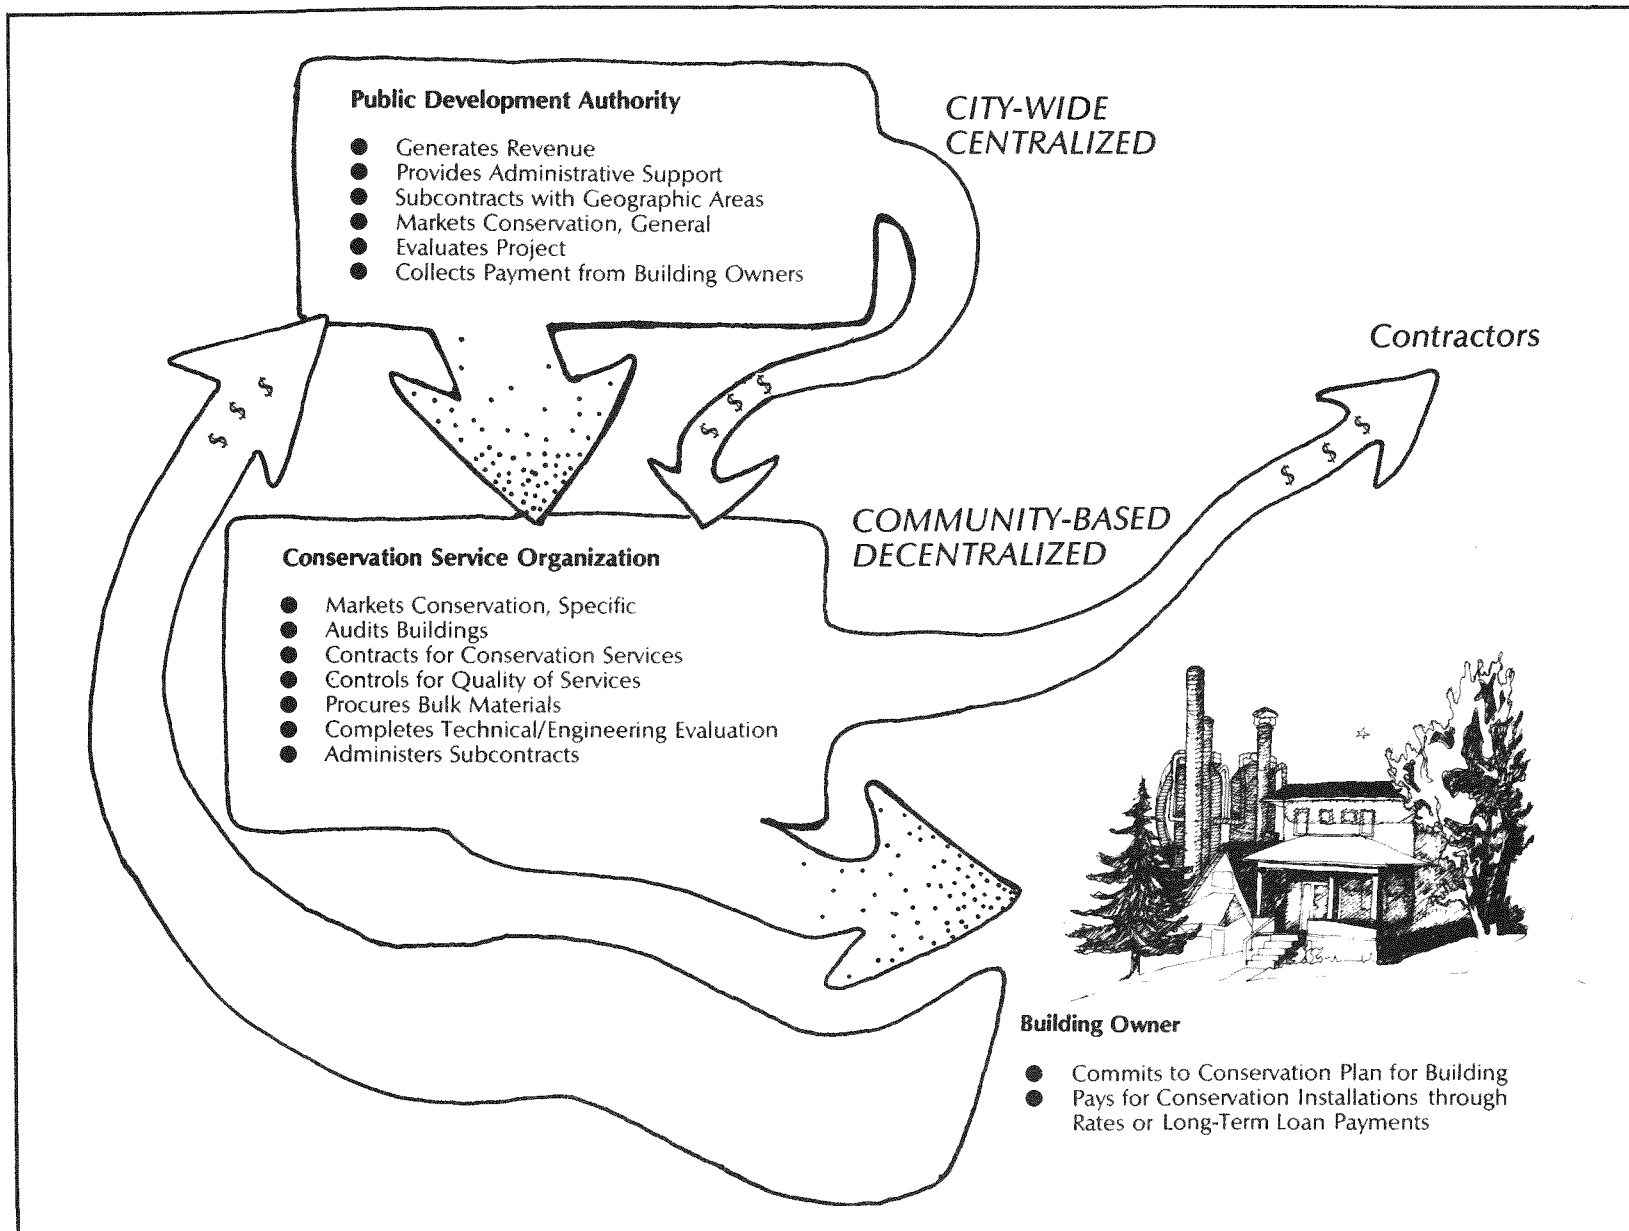 Public Development Authority
● Generates Revenue
● Provides Administrative Support
● Subcontracts with Geographic Areas
● Markets Conservation, General
● Evaluates Project
● Collects Payment from Building Owners
CITY-WIDE
CENTRALIZED
Contractors
$ $ $
$ $ $
$ $ $
COMMUNITY-BASED
DECENTRALIZED
Conservation Service Organization
● Markets Conservation, Specific
● Audits Buildings
● Contracts for Conservation Services
● Controls for Quality of Services
● Procures Bulk Materials
● Completes Technical/Engineering Evaluation
● Administers Subcontracts
Building Owner
● Commits to Conservation Plan for Building
● Pays for Conservation Installations through
Rates or Long-Term Loan Payments